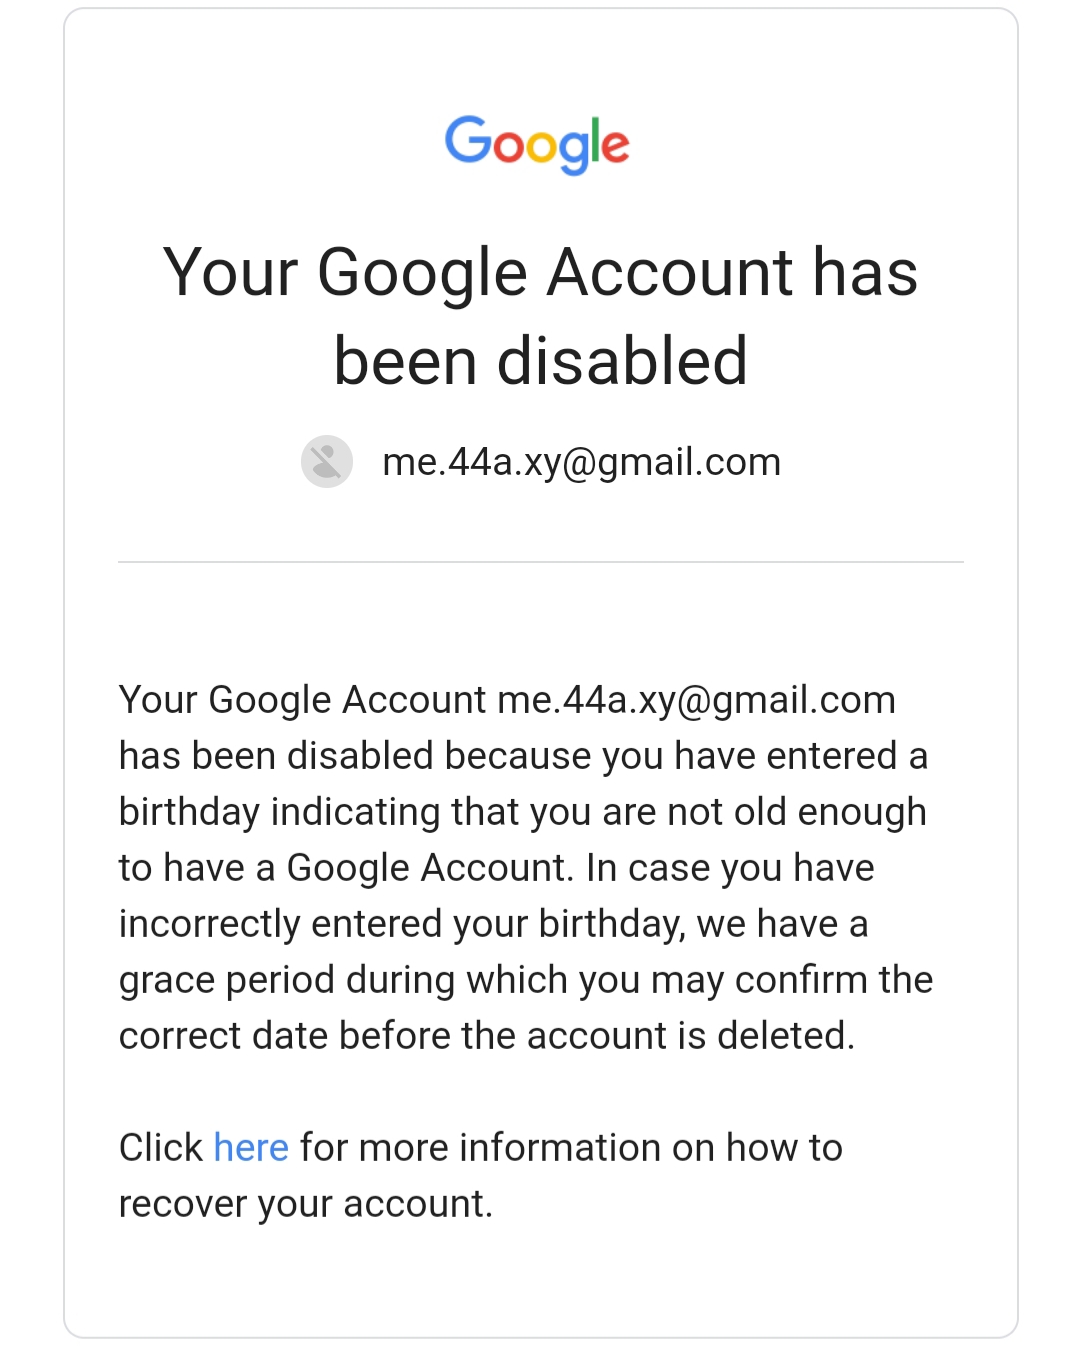 Google
Your Google Account has
been disabled
me.44a.xy@gmail.com
Your Google Account me.44a.xy@gmail.com
has been disabled because you have entered a
birthday indicating that you are not old enough
to have a Google Account. In case you have
incorrectly entered your birthday, we have a
grace period during which you may confirm the
correct date before the account is deleted.
Click here for more information on how to
recover your account.